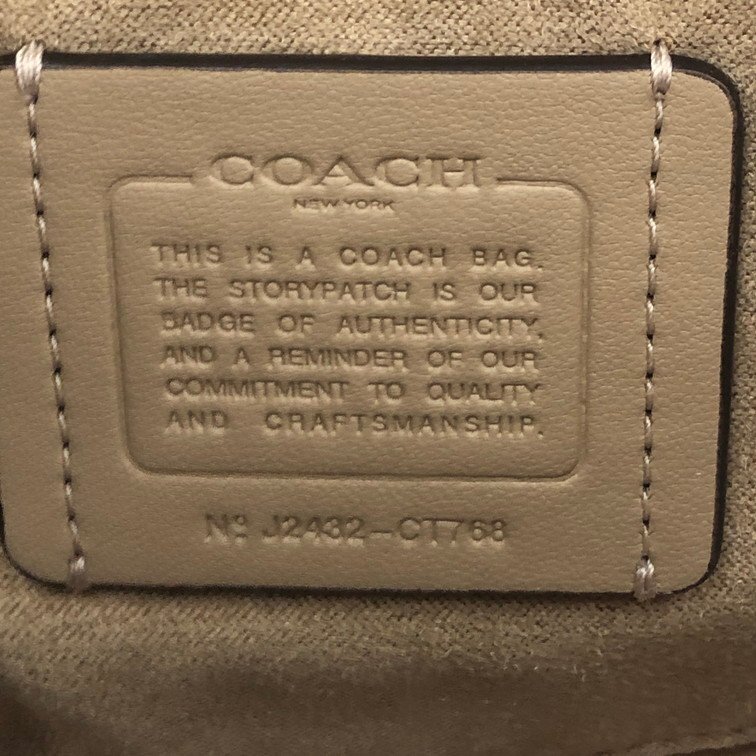 COACH
NEW YORK
THIS IS A COACH BAG.
THE STORYPATCH IS OUR
BADGE OF AUTHENTICITY,
AND A REMINDER OF OUR
COMMITMENT TO QUALITY
AND CRAFTSMANSHIP.
Nº J2432-CT768